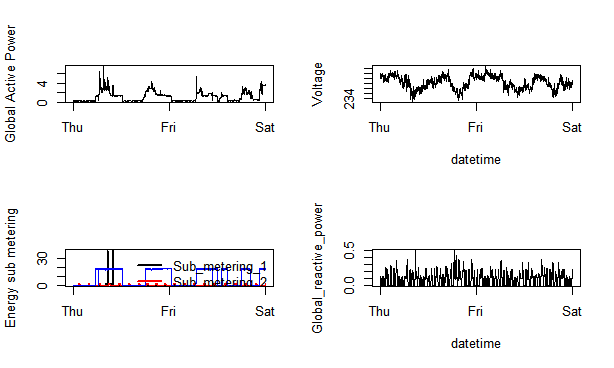 Global Active Power
0 4
Thu Fri Sat
Voltage
234
Thu Fri Sat
datetime
Energy sub metering
0 30
Sub_metering_1
Sub_metering_2
Thu Fri Sat
Global_reactive_power
0.0 0.5
Thu Fri Sat
datetime